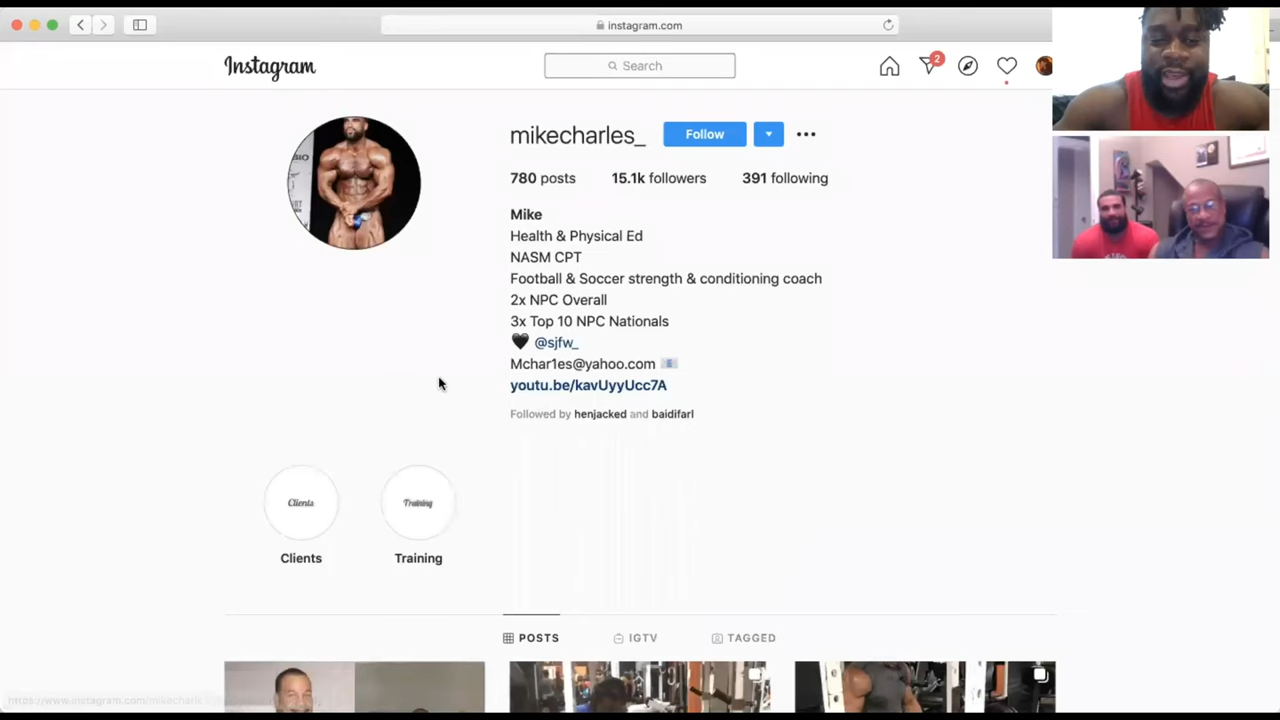 instagram.com
Instagram
Search
2
mikecharles_ Follow
780 posts 15.1k followers 391 following
Mike
Health & Physical Ed
NASM CPT
Football & Soccer strength & conditioning coach
2x NPC Overall
3x Top 10 NPC Nationals
@sjfw_
Mchar1es@yahoo.com
youtu.be/kavUyyUcc7A
Followed by henjacked and baidifarl
Clients Training
Clients Training
POSTS IGTV TAGGED